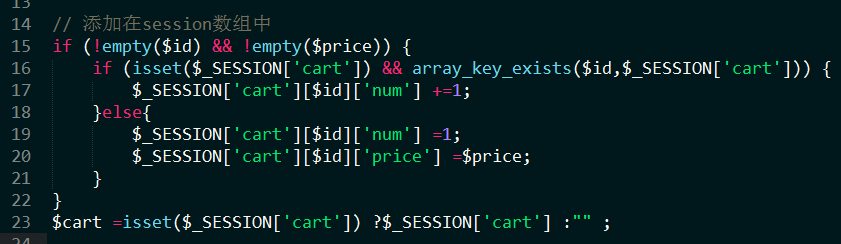 13
14 // 添加在session数组中
15 if (!empty($id) && !empty($price)) {
16 if (isset($_SESSION['cart']) && array_key_exists($id,$_SESSION['cart'])) {
17 $_SESSION['cart'][$id]['num'] +=1;
18 }else{
19 $_SESSION['cart'][$id]['num'] =1;
20 $_SESSION['cart'][$id]['price'] =$price;
21 }
22 }
23 $cart =isset($_SESSION['cart']) ?$_SESSION['cart'] :"" ;
24